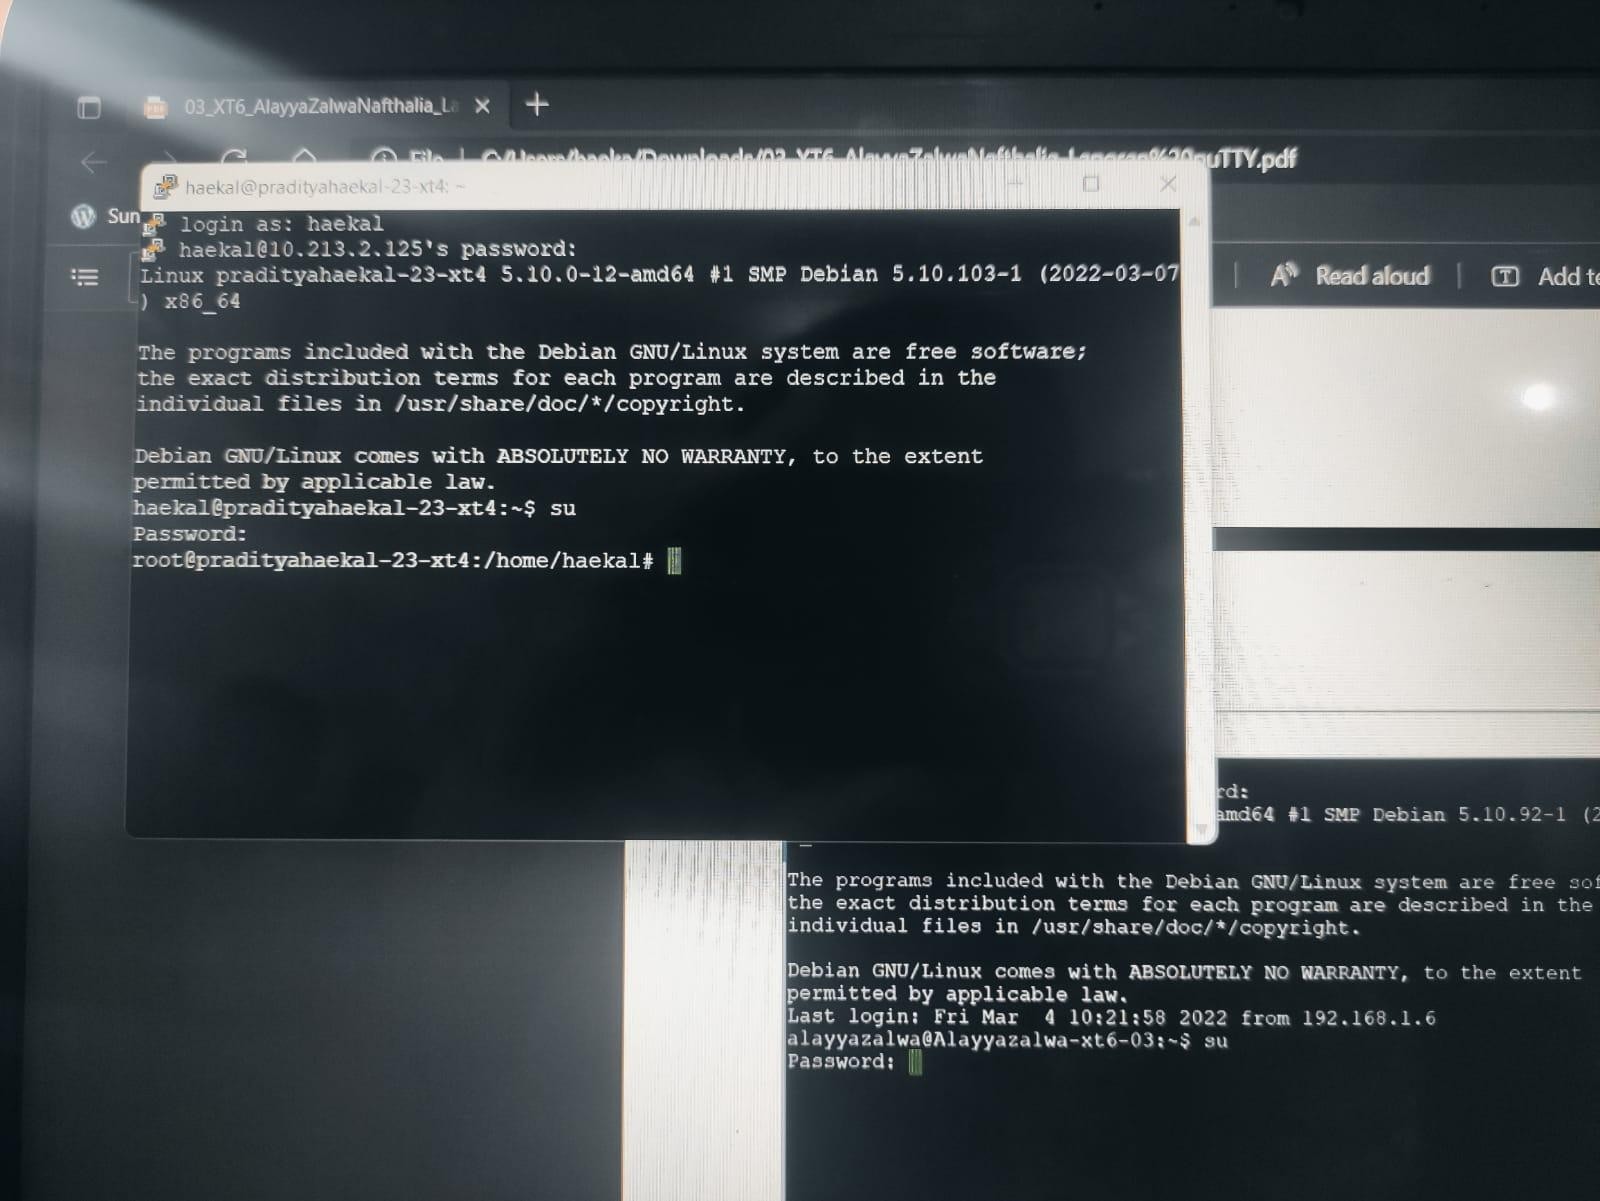 03_XT6_AlayyaZalwaNafthalia_La
File
C:/Users/haeka/Downloads/03_XT6_AlayyaZalwaNafthalia_Laporan%20puTTY.pdf
haekal@pradityahaekal-23-xt4: ~
Sun
login as: haekal
haekal@10.213.2.125's password:
Linux pradityahaekal-23-xt4 5.10.0-12-amd64 #1 SMP Debian 5.10.103-1 (2022-03-07
) x86_64
The programs included with the Debian GNU/Linux system are free software;
the exact distribution terms for each program are described in the
individual files in /usr/share/doc/*/copyright.
Debian GNU/Linux comes with ABSOLUTELY NO WARRANTY, to the extent
permitted by applicable law.
haekal@pradityahaekal-23-xt4:~$ su
Password:
root@pradityahaekal-23-xt4:/home/haekal#
Read aloud
Add te
rd:
amd64 #1 SMP Debian 5.10.92-1 (2
The programs included with the Debian GNU/Linux system are free sof
the exact distribution terms for each program are described in the
individual files in /usr/share/doc/*/copyright.
Debian GNU/Linux comes with ABSOLUTELY NO WARRANTY, to the extent
permitted by applicable law.
Last login: Fri Mar  4 10:21:58 2022 from 192.168.1.6
alayyazalwa@Alayyazalwa-xt6-03:~$ su
Password: